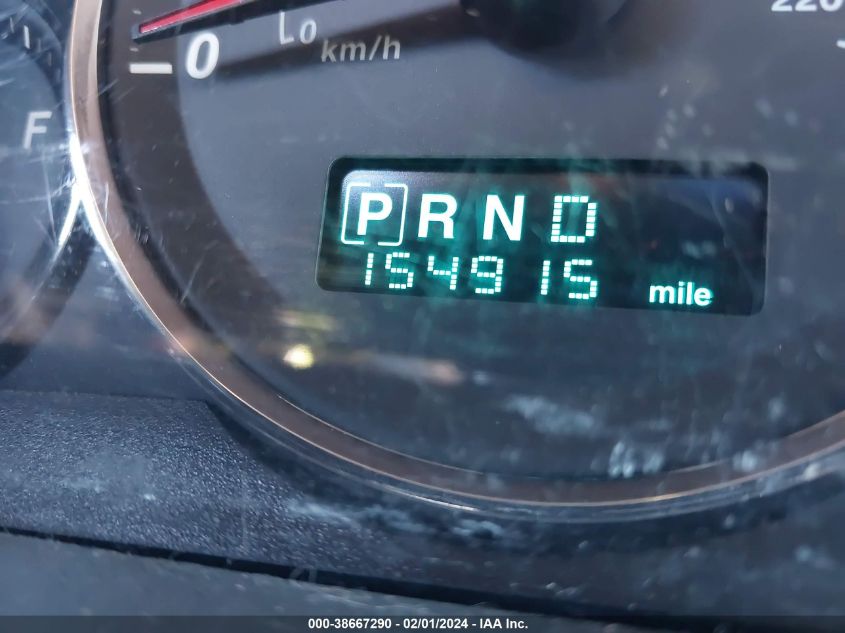 220
Lo
0
km/h
F
P R N D
154915 mile
000-38667290 - 02/01/2024 - IAA Inc.